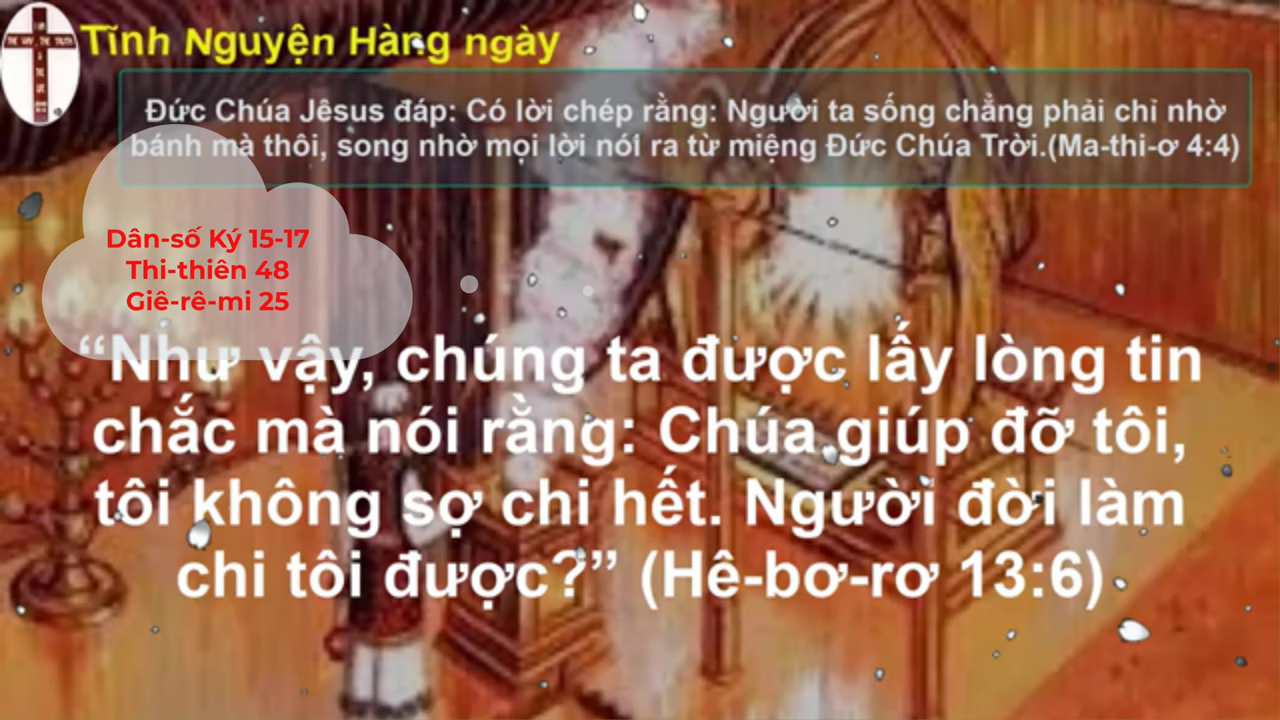 Tĩnh Nguyện Hàng ngày
Đức Chúa Jêsus đáp: Có lời chép rằng: Người ta sống chẳng phải chỉ nhờ
bánh mà thôi, song nhờ mọi lời nói ra từ miệng Đức Chúa Trời.(Ma-thi-ơ 4:4)
Dân-số Ký 15-17
Thi-thiên 48
Giê-rê-mi 25
“Như vậy, chúng ta được lấy lòng tin
chắc mà nói rằng: Chúa giúp đỡ tôi,
tôi không sợ chi hết. Người đời làm
chi tôi được?” (Hê-bơ-rơ 13:6)